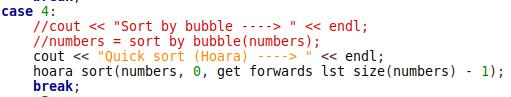 case 4:
//cout << "Sort by bubble ----> " << endl;
//numbers = sort by bubble(numbers);
cout << "Quick sort (Hoara) ----> " << endl;
hoara sort(numbers, 0, get forwards lst size(numbers) - 1);
break;